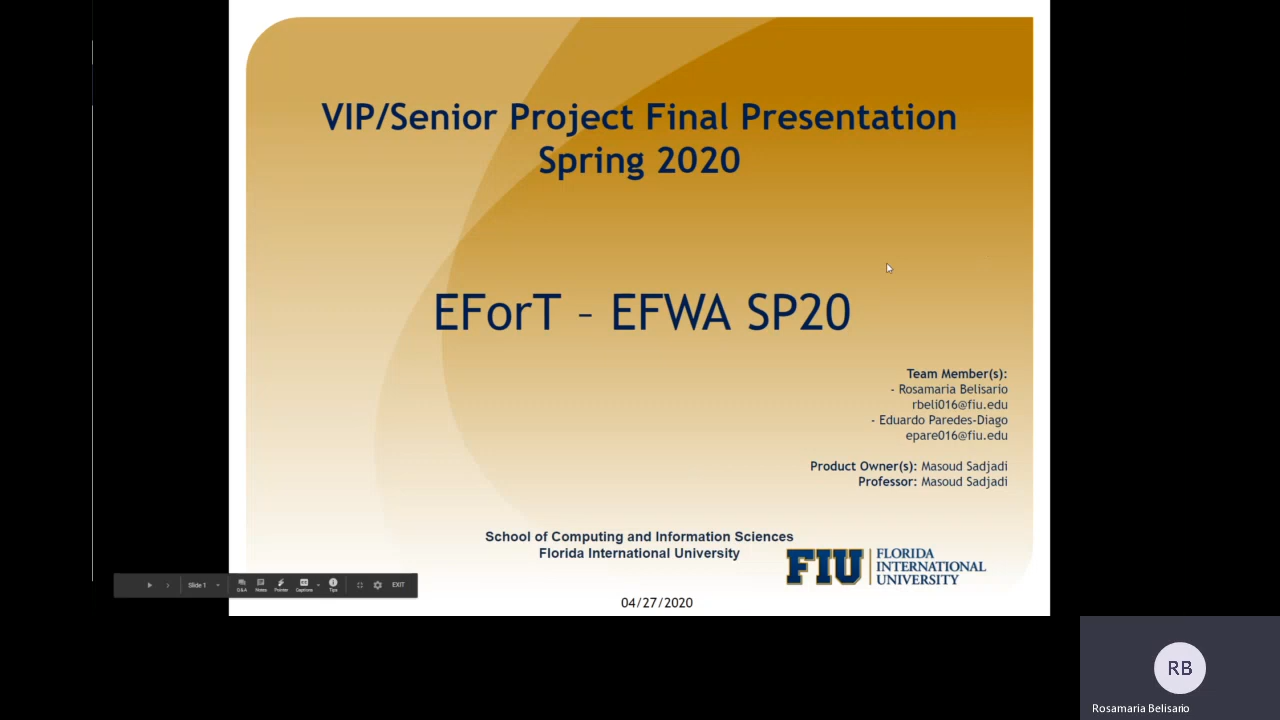 VIP/Senior Project Final Presentation
Spring 2020
EForT – EFWA SP20
Team Member(s):
- Rosamaria Belisario
rbeli016@fiu.edu
- Eduardo Paredes-Diago
epare016@fiu.edu
Product Owner(s): Masoud Sadjadi
Professor: Masoud Sadjadi
School of Computing and Information Sciences
Florida International University
FIU FLORIDA
INTERNATIONAL
UNIVERSITY
Slide 1
Q&A Notes Pointer Captions Tips EXIT
04/27/2020
RB
Rosamaria Belisario